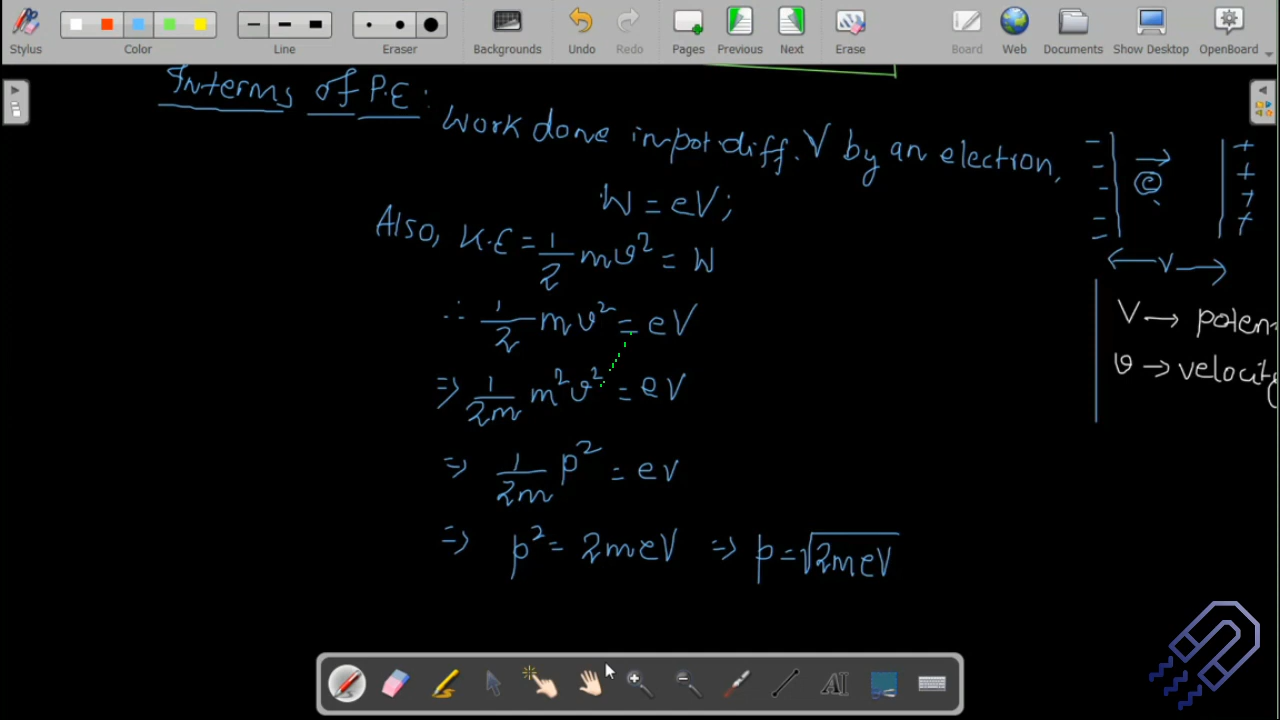 Stylus Color Line Eraser Backgrounds Undo Redo Pages Previous Next Erase Board Web Documents Show Desktop OpenBoard
Interms of P.E:
Work done in pot. diff. V by an electron,
W = eV;
Also, K.E = 1/2 mv² = W
∴ 1/2 mv² = eV
⇒ 1/2m m²v² = eV
⇒ 1/2m p² = eV
⇒ p² = 2meV ⇒ p = √2meV
- + 
- e → +
- +
- +
-
← V →
V → poten
v → velocity
AI